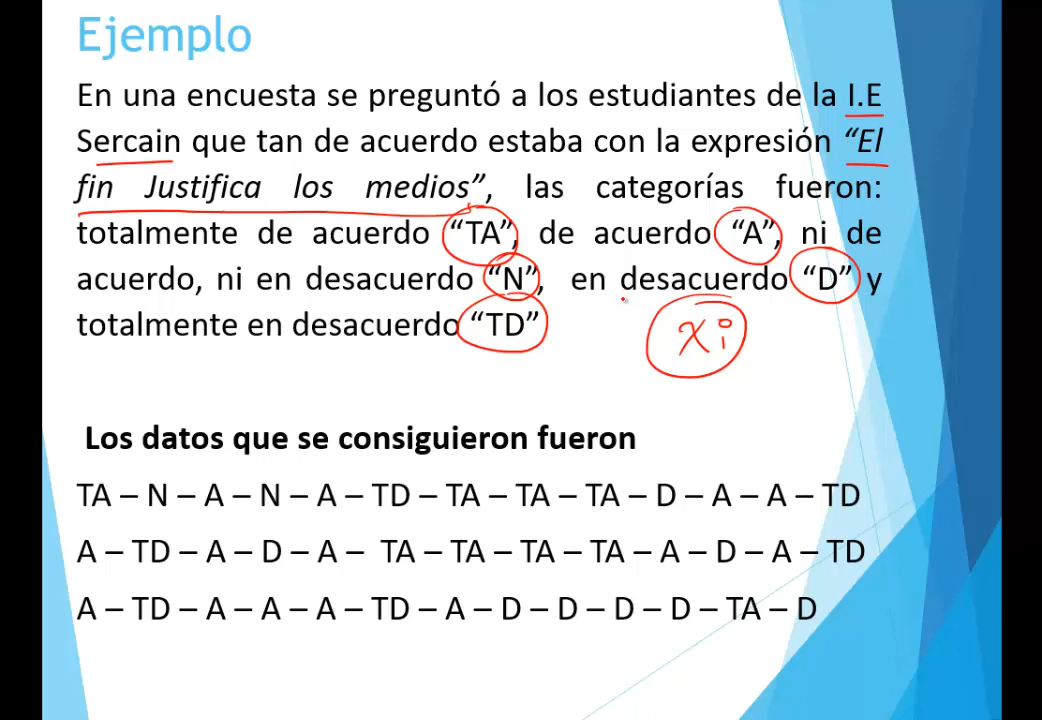 Ejemplo
En una encuesta se preguntó a los estudiantes de la I.E
Sercain que tan de acuerdo estaba con la expresión “El
fin Justifica los medios”, las categorías fueron:
totalmente de acuerdo “TA”, de acuerdo “A”, ni de
acuerdo, ni en desacuerdo “N”, en desacuerdo “D” y
totalmente en desacuerdo “TD”
xi
Los datos que se consiguieron fueron
TA – N – A – N – A – TD – TA – TA – TA – D – A – A – TD
A – TD – A – D – A – TA – TA – TA – TA – A – D – A – TD
A – TD – A – A – A – TD – A – D – D – D – D – TA – D